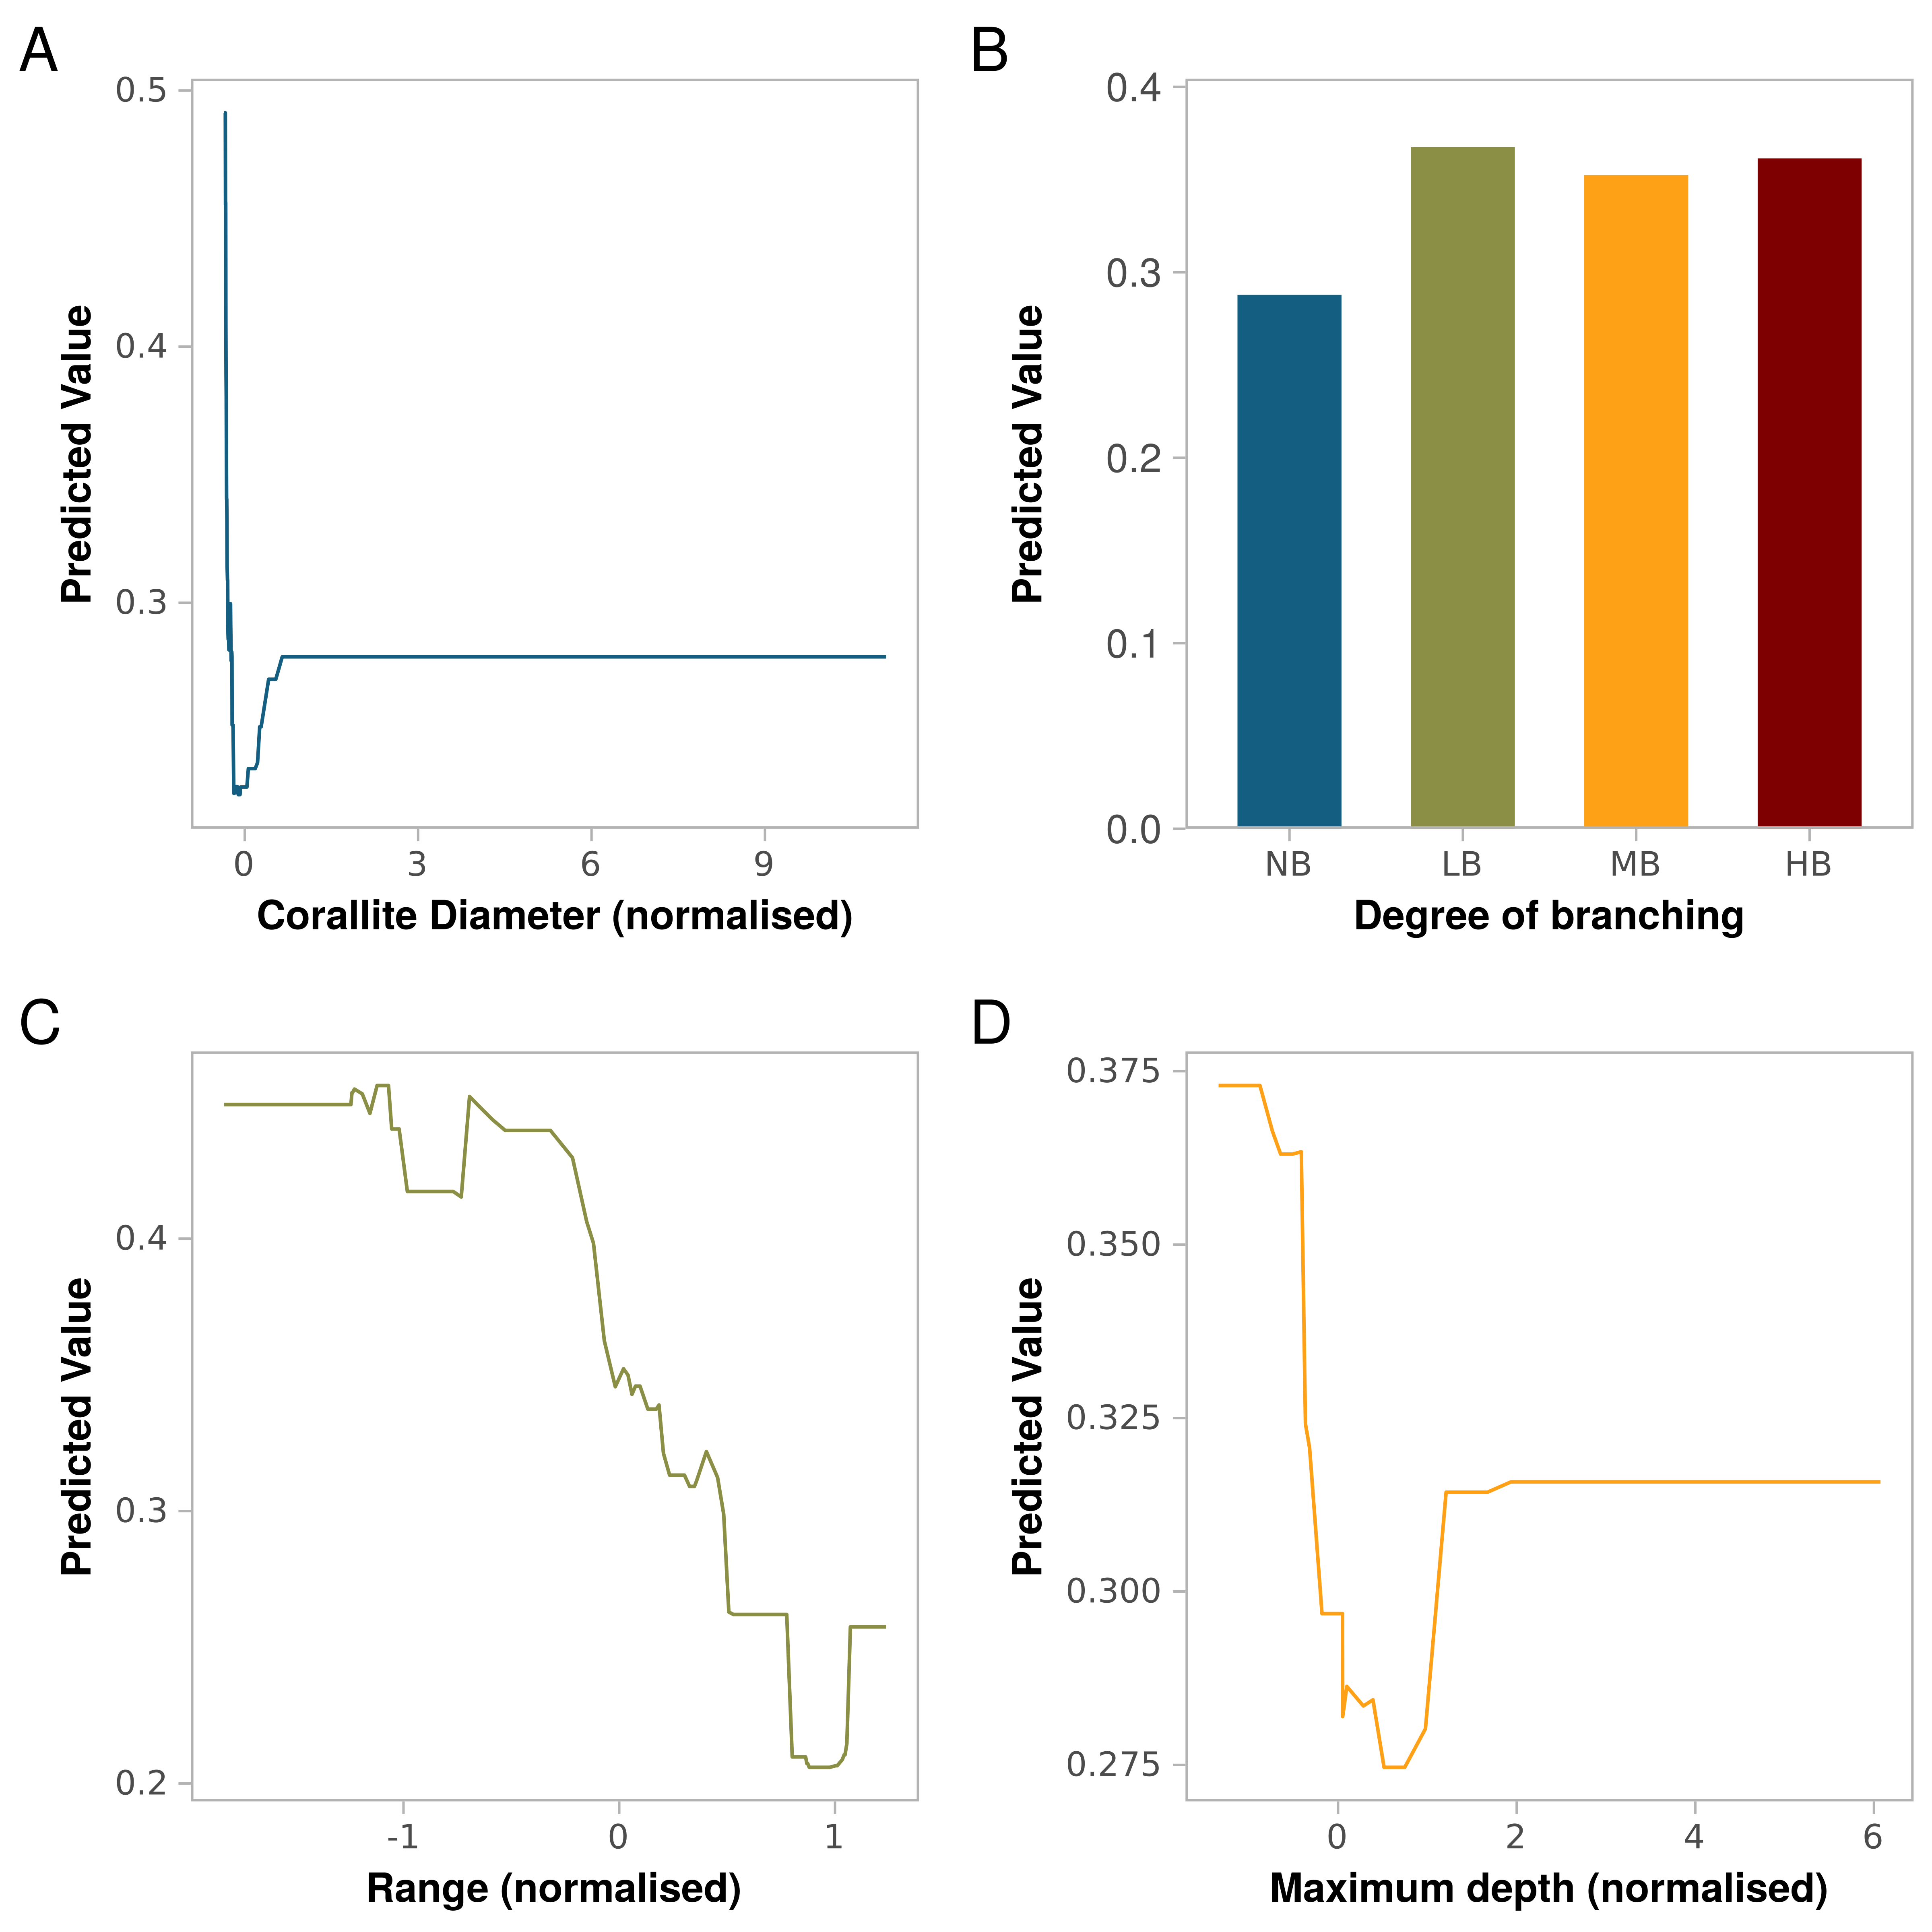 A
0.5
0.4
0.3
Predicted Value
0 3 6 9
Corallite Diameter (normalised)
B
0.4
0.3
0.2
0.1
0.0
Predicted Value
NB LB MB HB
Degree of branching
C
0.4
0.3
0.2
Predicted Value
-1 0 1
Range (normalised)
D
0.375
0.350
0.325
0.300
0.275
Predicted Value
0 2 4 6
Maximum depth (normalised)